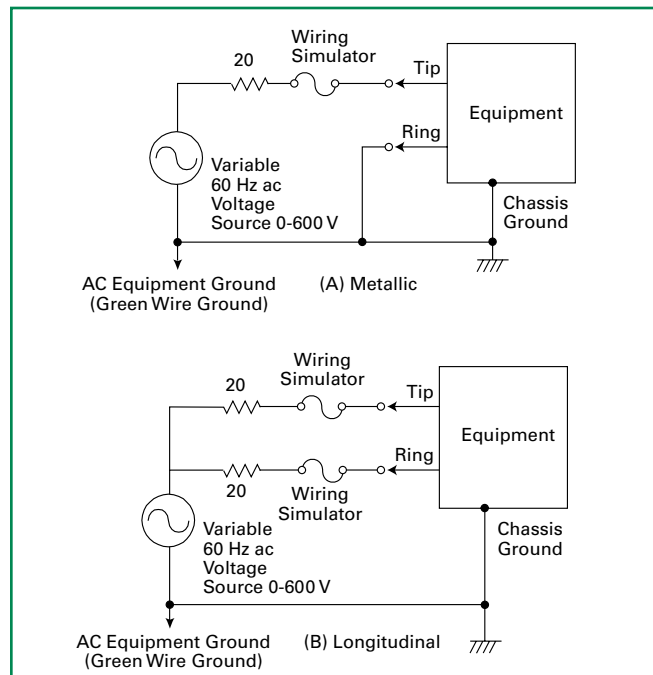 20
Wiring
Simulator
Tip
Equipment
Ring
Variable
60 Hz ac
Voltage
Source 0-600 V
Chassis
Ground
AC Equipment Ground
(Green Wire Ground)
(A) Metallic
Wiring
Simulator
20
Tip
Equipment
Ring
20
Wiring
Simulator
Variable
60 Hz ac
Voltage
Source 0-600 V
Chassis
Ground
AC Equipment Ground
(Green Wire Ground)
(B) Longitudinal